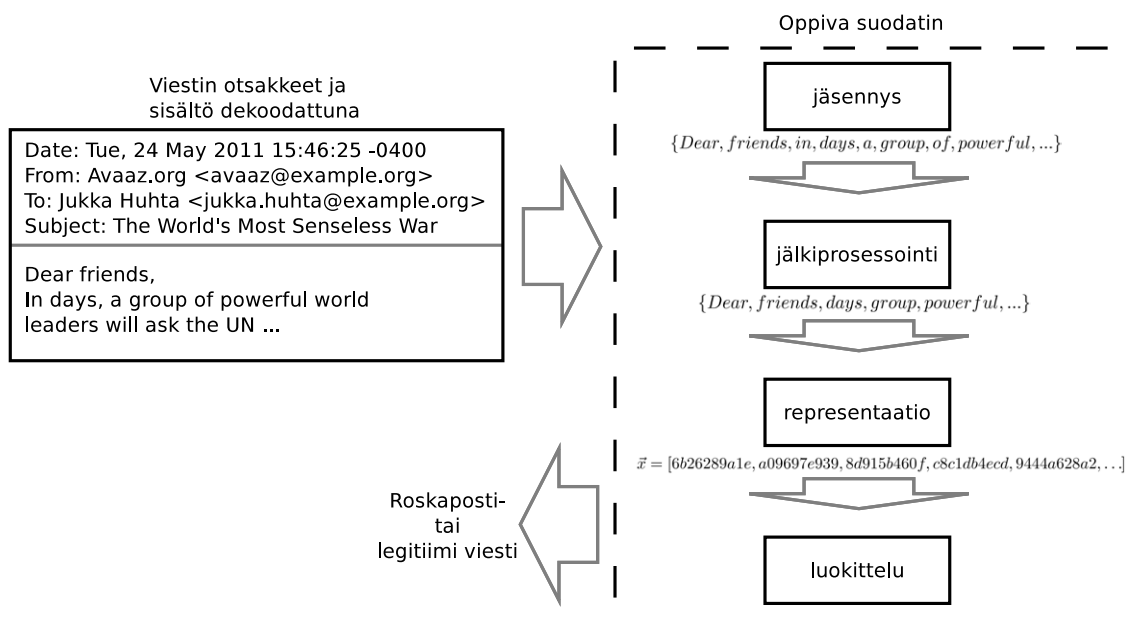 Oppiva suodatin
Viestin otsakkeet ja
sisältö dekoodattuna
Date: Tue, 24 May 2011 15:46:25 -0400
From: Avaaz.org <avaaz@example.org>
To: Jukka Huhta <jukka.huhta@example.org>
Subject: The World's Most Senseless War
Dear friends,
In days, a group of powerful world
leaders will ask the UN ...
jäsennys
{Dear, friends, in, days, a, group, of, powerful, ...}
jälkiprosessointi
{Dear, friends, days, group, powerful, ...}
representaatio
x⃗ = [6b26289a1e, a09697e939, 8d915b460f, c8c1db4ecd, 9444a628a2, ...]
luokittelu
Roskaposti-
tai
legitiimi viesti